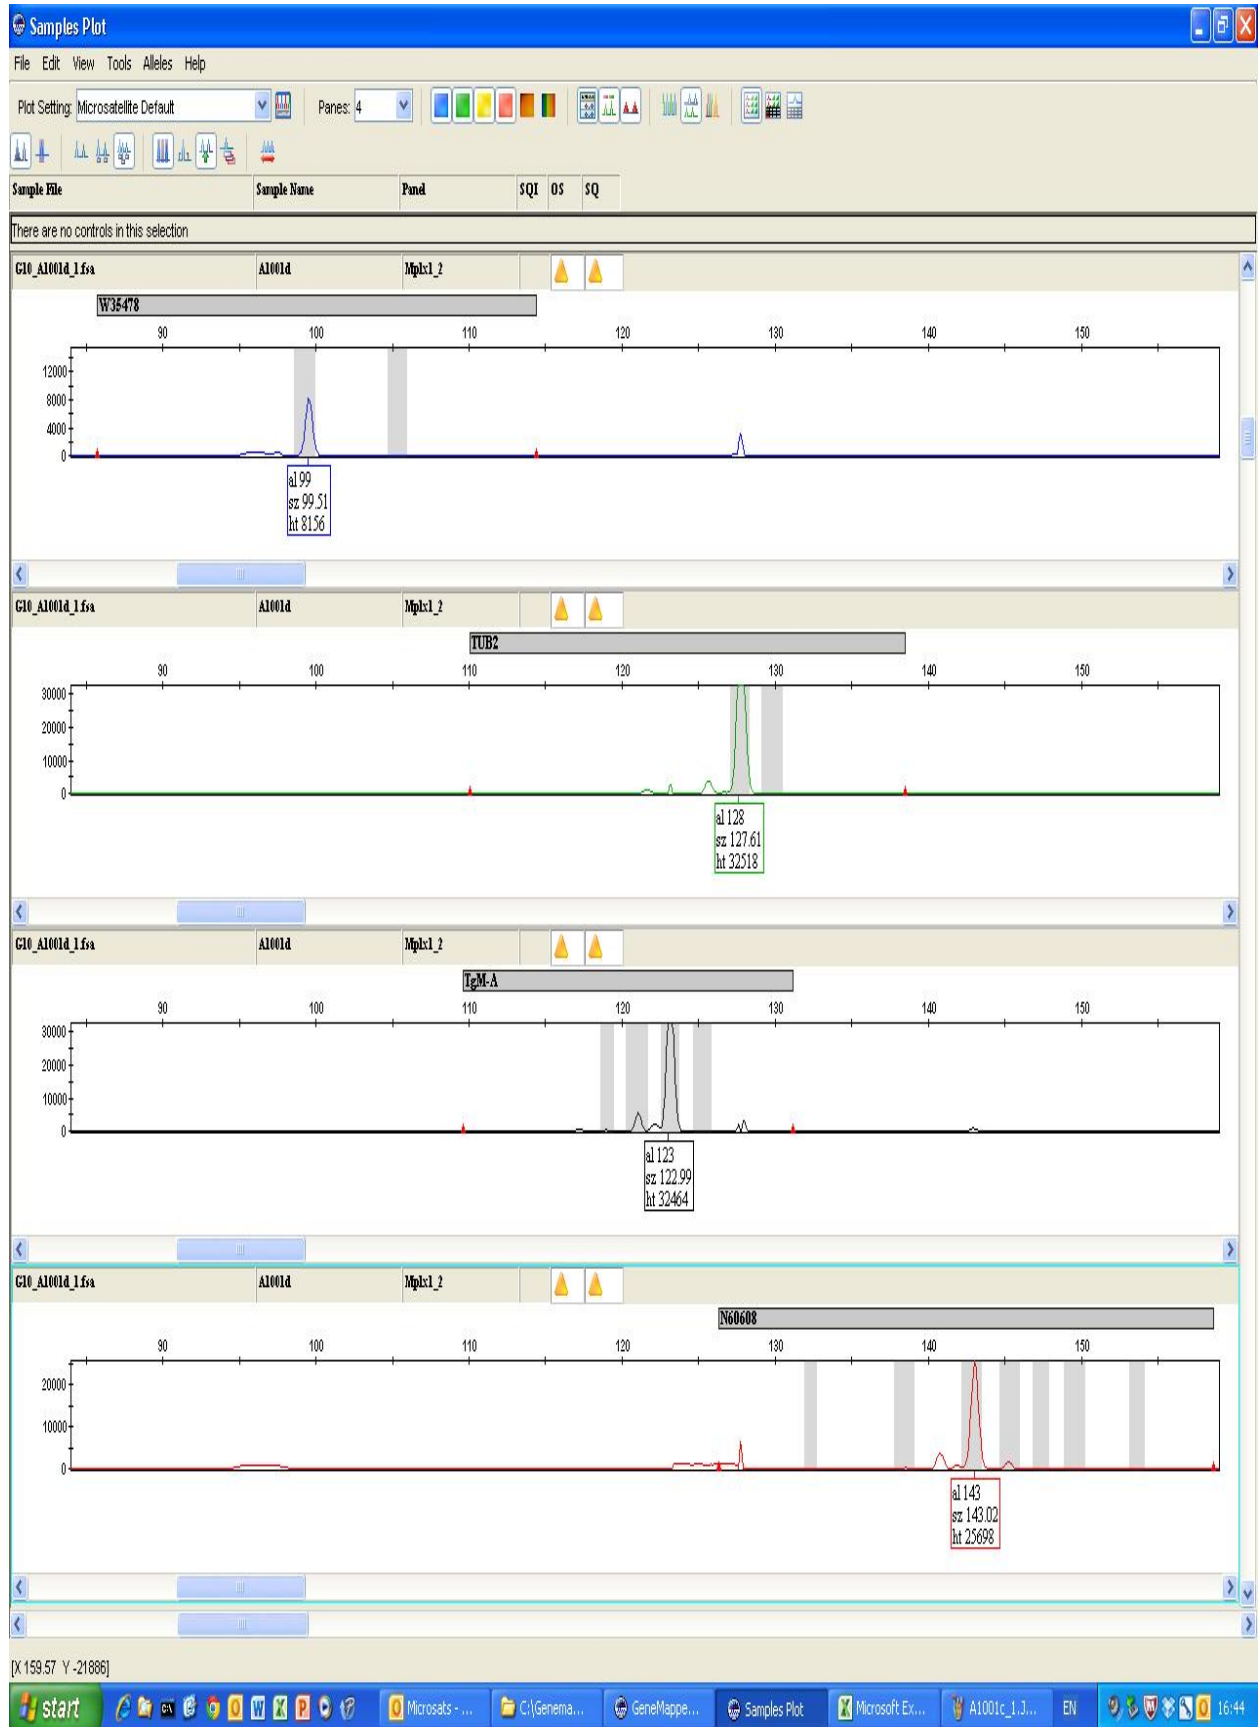 Samples Plot
File Edit View Tools Alleles Help
Plot Setting: Microsatellite Default Panes: 4
Sample File Sample Name Panel SQI OS SQ
There are no controls in this selection
G10_A1001d_1.fsa A1001d Mplx1_2
W35478
90 100 110 120 130 140 150
12000
8000
4000
0
al 99
sz 99.51
ht 8156
G10_A1001d_1.fsa A1001d Mplx1_2
TUB2
90 100 110 120 130 140 150
30000
20000
10000
0
al 128
sz 127.61
ht 32518
G10_A1001d_1.fsa A1001d Mplx1_2
TgM-A
90 100 110 120 130 140 150
30000
20000
10000
0
al 123
sz 122.99
ht 32464
G10_A1001d_1.fsa A1001d Mplx1_2
N60608
90 100 110 120 130 140 150
20000
10000
0
al 143
sz 143.02
ht 25698
[X 159.57 Y -21886]
start Microsats - ... C:\Genema... GeneMappe... Samples Plot Microsoft Ex... A1001c_1.J... EN 16:44